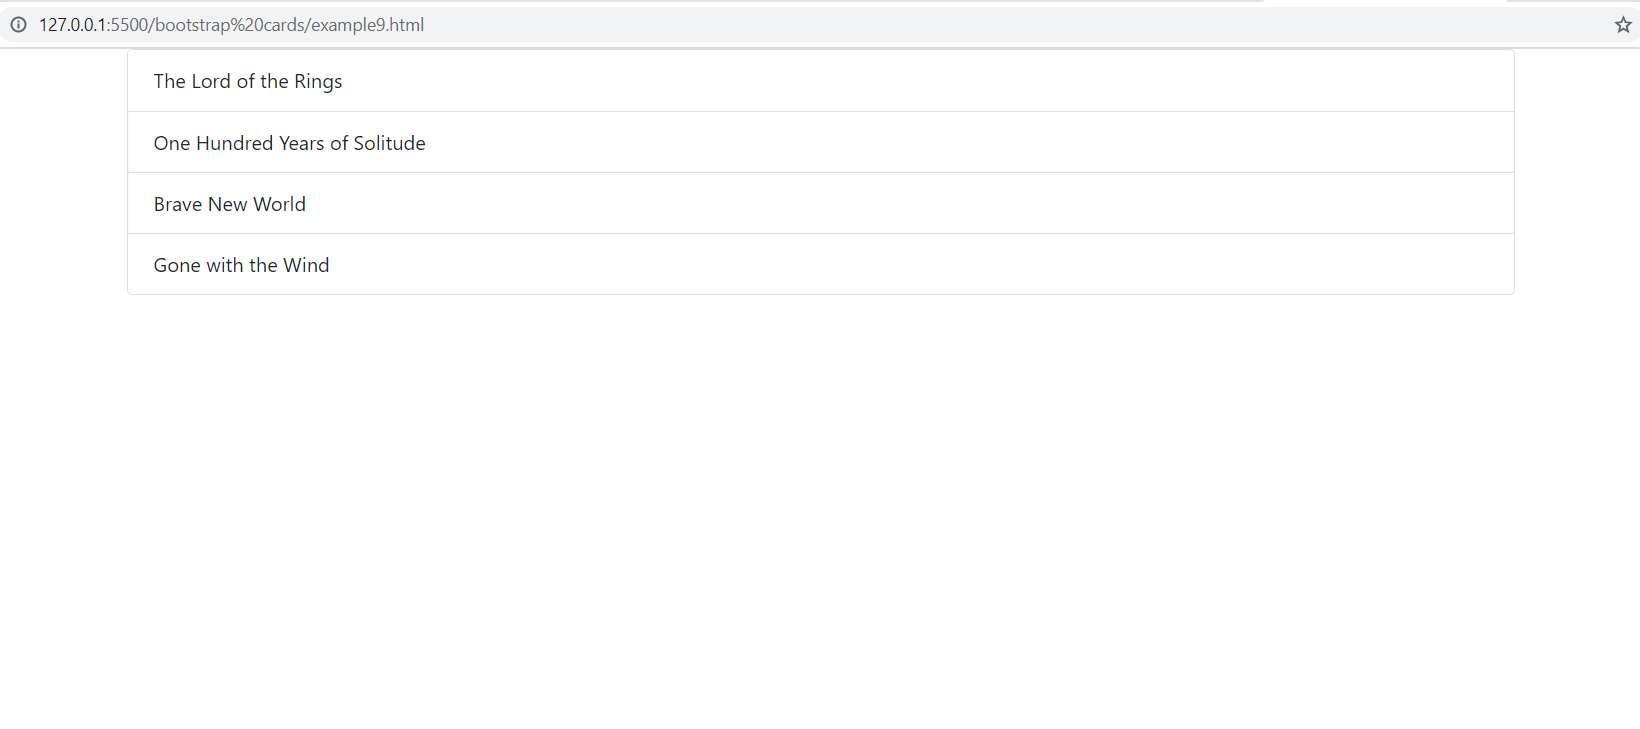 127.0.0.1:5500/bootstrap%20cards/example9.html
The Lord of the Rings
One Hundred Years of Solitude
Brave New World
Gone with the Wind